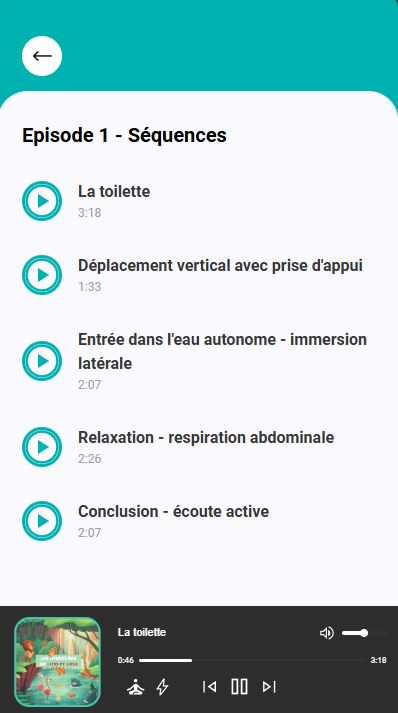 Episode 1 - Séquences
La toilette
3:18
Déplacement vertical avec prise d'appui
1:33
Entrée dans l'eau autonome - immersion
latérale
2:07
Relaxation - respiration abdominale
2:26
Conclusion - écoute active
2:07
La toilette
0:46
3:18